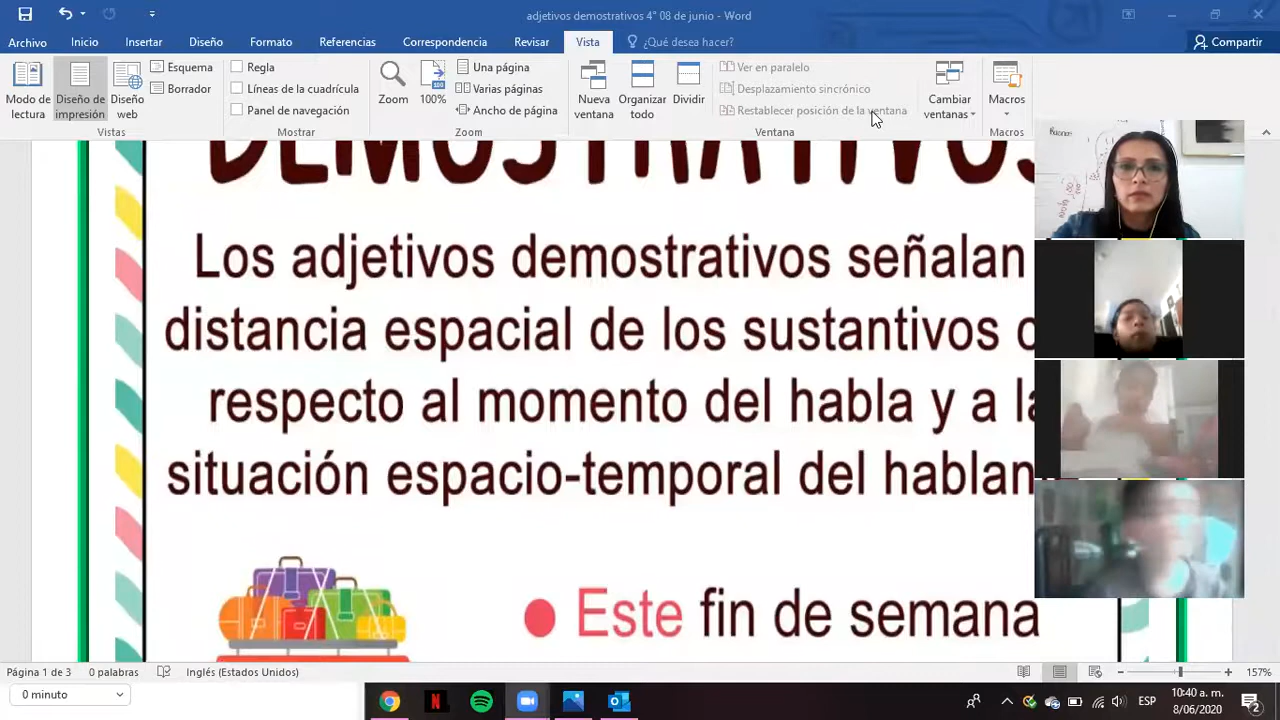 adjetivos demostrativos 4° 08 de junio - Word
Archivo Inicio Insertar Diseño Formato Referencias Correspondencia Revisar Vista ¿Qué desea hacer? Compartir
Modo de lectura
Diseño de impresión
Diseño web
Esquema
Borrador
Vistas
Regla
Líneas de la cuadrícula
Panel de navegación
Mostrar
Zoom
100%
Una página
Varias páginas
Ancho de página
Zoom
Nueva ventana
Organizar todo
Dividir
Ver en paralelo
Desplazamiento sincrónico
Restablecer posición de la ventana
Ventana
Cambiar ventanas
Macros
Macros
DEMOSTRATIVOS
Los adjetivos demostrativos señalan
distancia espacial de los sustantivos
respecto al momento del habla y a la
situación espacio-temporal del hablan
Este fin de semana
Página 1 de 3 0 palabras Inglés (Estados Unidos) 157%
0 minuto
ESP
10:40 a. m.
8/06/2020
2